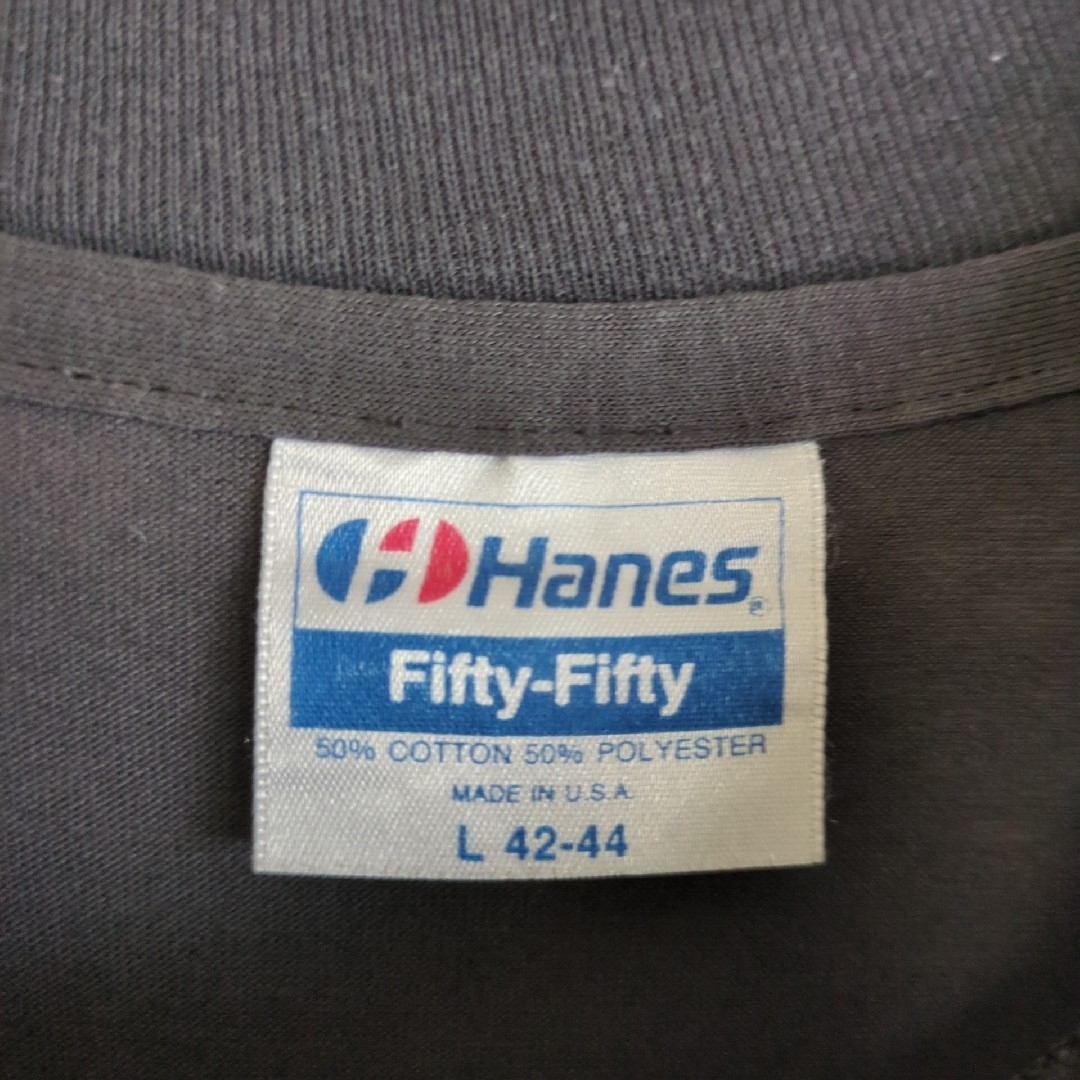 Hanes®
Fifty-Fifty
50% COTTON 50% POLYESTER
MADE IN U.S.A.
L 42-44